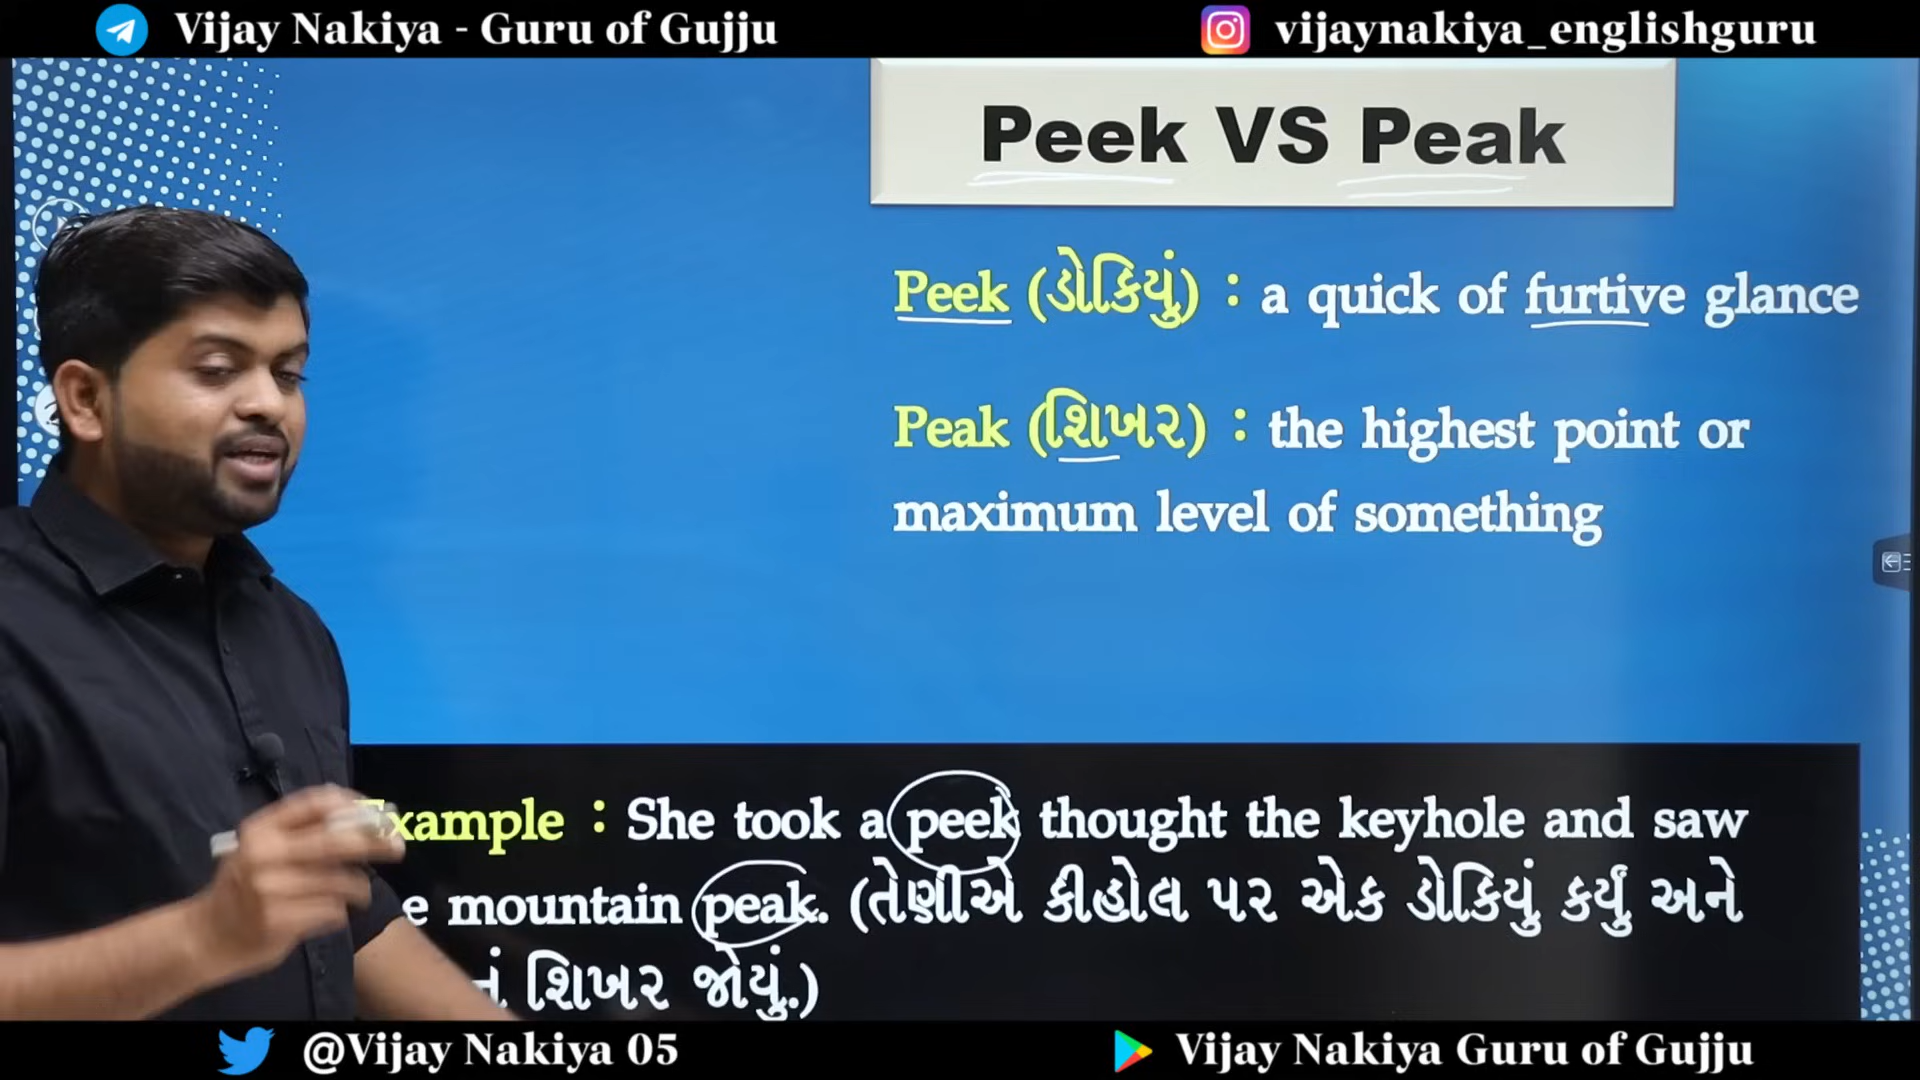 Vijay Nakiya - Guru of Gujju
vijaynakiya_englishguru
Peek VS Peak
Peek (ડોકિયું) : a quick of furtive glance
Peak (શિખર) : the highest point or
maximum level of something
Example : She took a peek thought the keyhole and saw
mountain peak. (તેણીએ કીહોલ પર એક ડોકિયું કર્યું અને
શિખર જોયું.)
@Vijay Nakiya 05
Vijay Nakiya Guru of Gujju